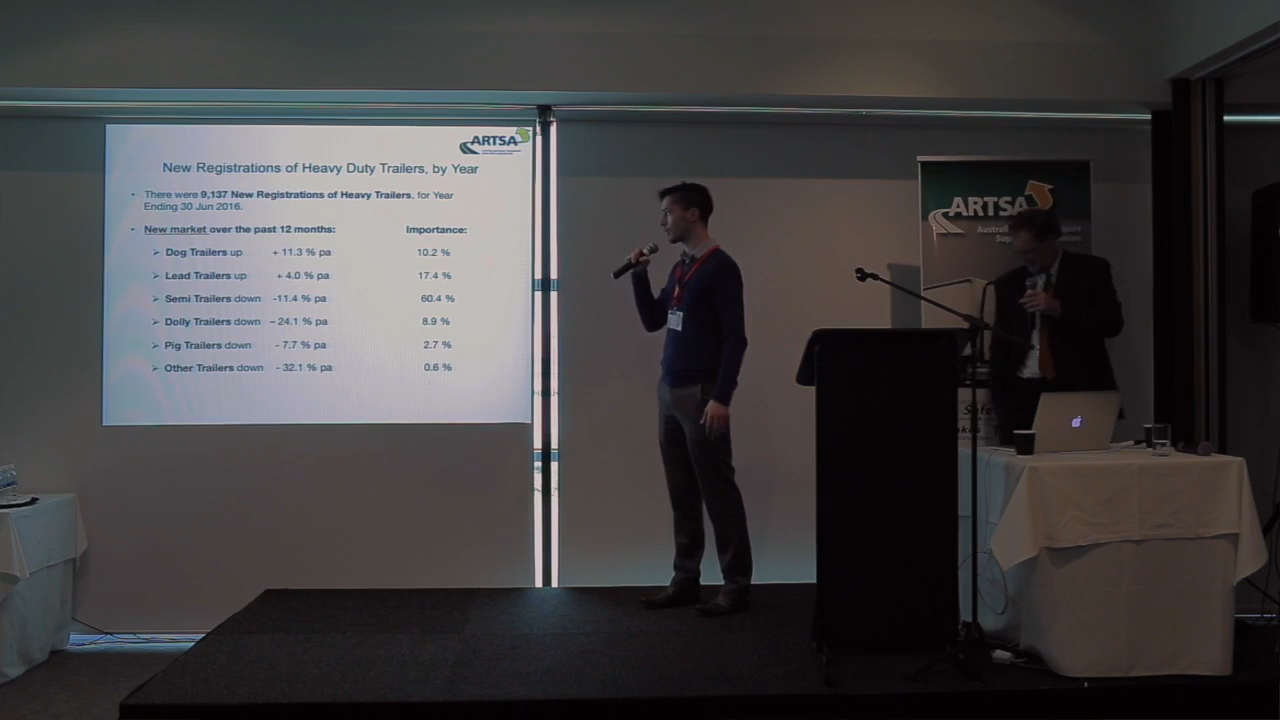 ARTSA
New Registrations of Heavy Duty Trailers, by Year
• There were 9,137 New Registrations of Heavy Trailers, for Year
Ending 30 Jun 2016.
• New market over the past 12 months: Importance:
➢ Dog Trailers up + 11.3 % pa 10.2 %
➢ Lead Trailers up + 4.0 % pa 17.4 %
➢ Semi Trailers down -11.4 % pa 60.4 %
➢ Dolly Trailers down – 24.1 % pa 8.9 %
➢ Pig Trailers down - 7.7 % pa 2.7 %
➢ Other Trailers down - 32.1 % pa 0.6 %
ARTSA